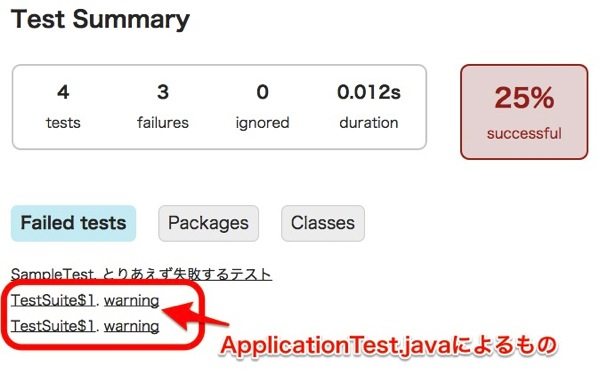 Test Summary
4 3 0 0.012s
tests failures ignored duration
25%
successful
Failed tests Packages Classes
SampleTest. とりあえず失敗するテスト
TestSuite$1. warning
TestSuite$1. warning
ApplicationTest.javaによるもの